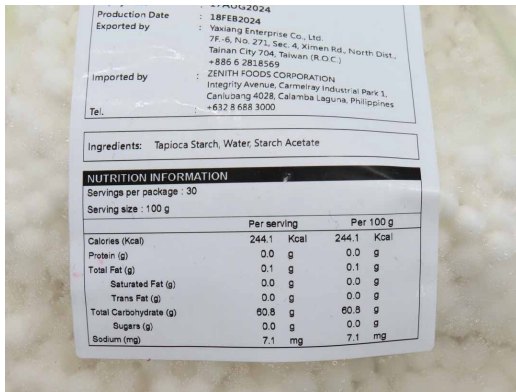 Production Date : 18FEB2024
Exported by : Yaxiang Enterprise Co., Ltd.
7F.-6, No. 271, Sec. 4, Ximen Rd., North Dist.,
Tainan City 704, Taiwan (R.O.C.)
+886 6 2818569
Imported by : ZENITH FOODS CORPORATION
Integrity Avenue, Carmelray Industrial Park 1,
Canlubang 4028, Calamba Laguna, Philippines
Tel. : +632 8 688 3000
Ingredients: Tapioca Starch, Water, Starch Acetate
NUTRITION INFORMATION
Servings per package : 30
Serving size : 100 g
Per serving Per 100 g
Calories (Kcal) 244.1 Kcal 244.1 Kcal
Protein (g) 0.0 g 0.0 g
Total Fat (g) 0.1 g 0.1 g
Saturated Fat (g) 0.0 g 0.0 g
Trans Fat (g) 0.0 g 0.0 g
Total Carbohydrate (g) 60.8 g 60.8 g
Sugars (g) 0.0 g 0.0 g
Sodium (mg) 7.1 mg 7.1 mg